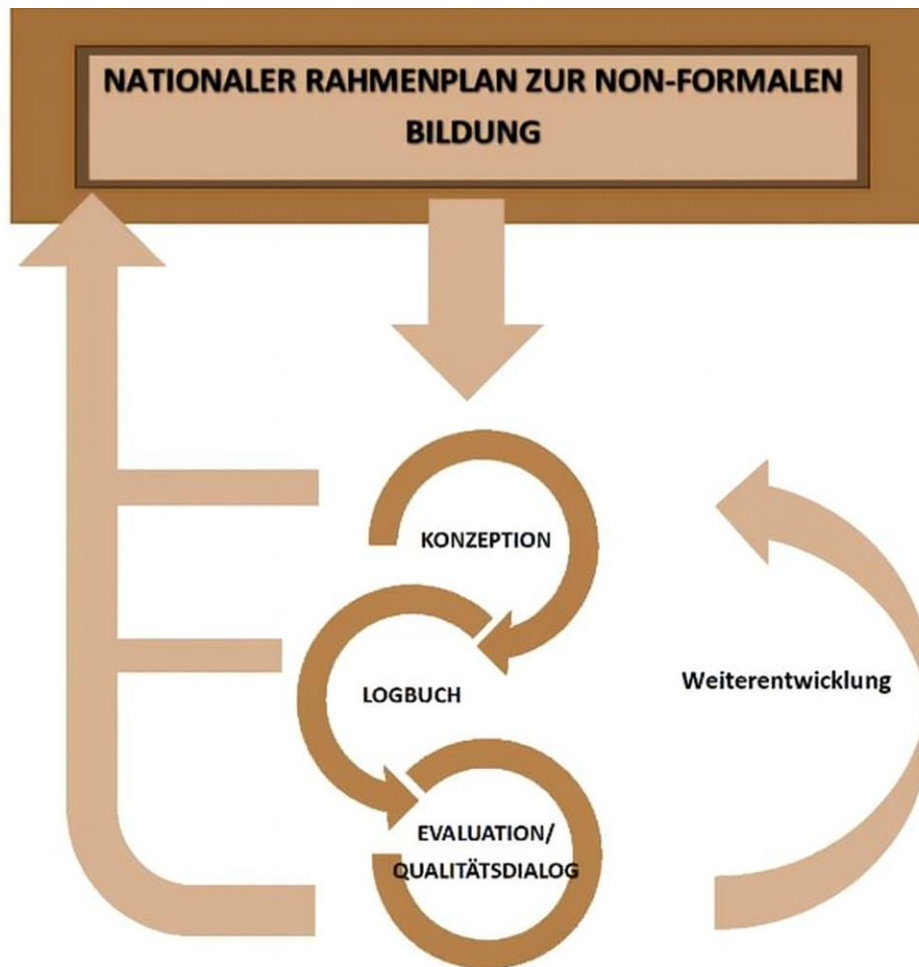 NATIONALER RAHMENPLAN ZUR NON-FORMALEN
BILDUNG
KONZEPTION
LOGBUCH
Weiterentwicklung
EVALUATION/
QUALITÄTSDIALOG